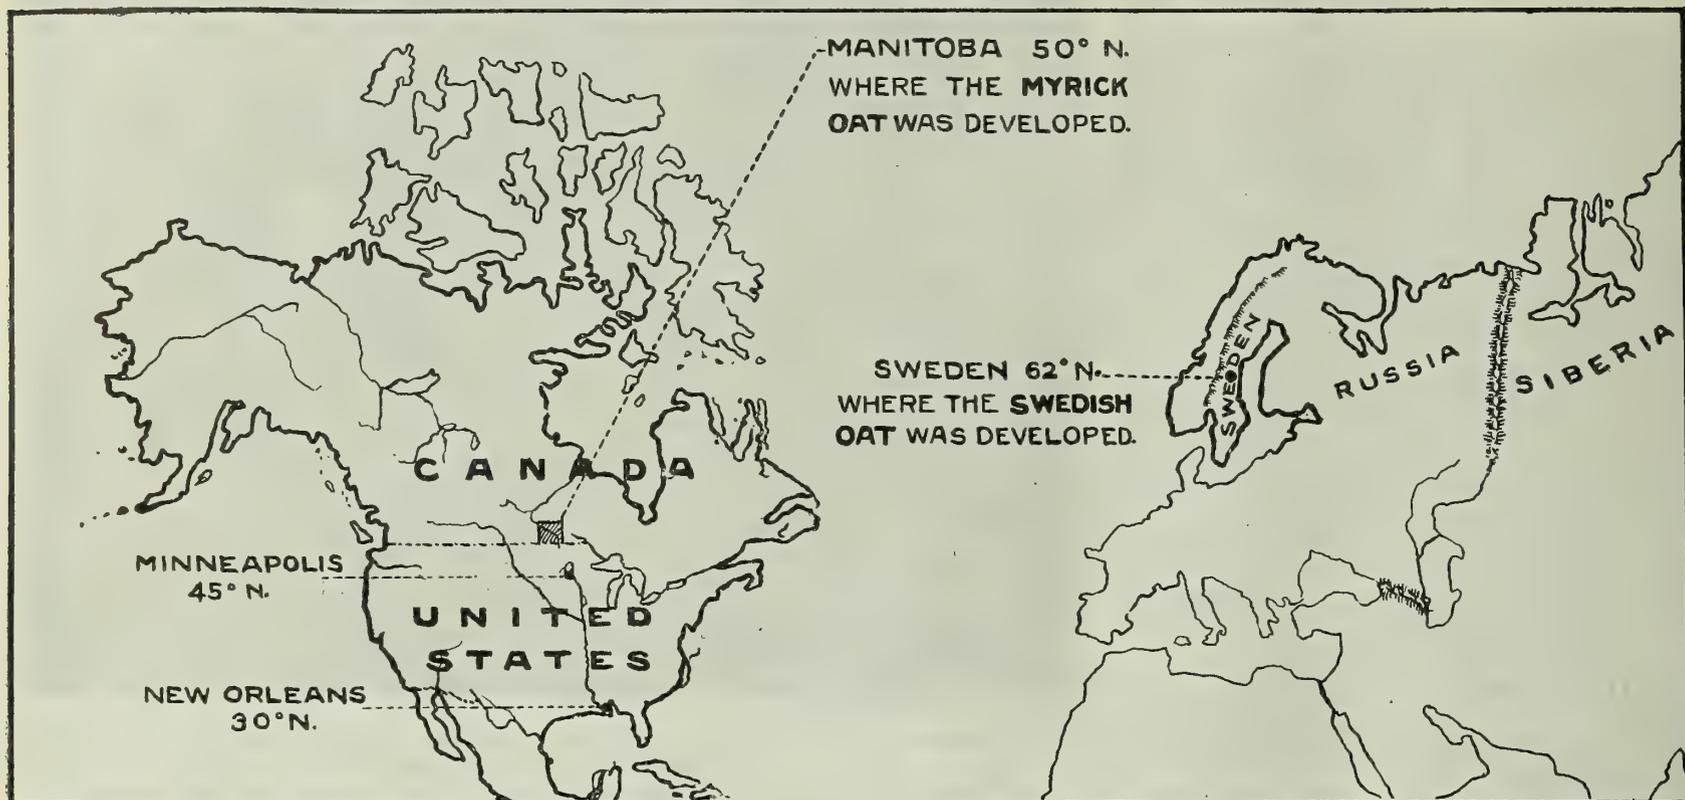 MANITOBA 50° N.
WHERE THE MYRICK
OAT WAS DEVELOPED.
SWEDEN 62° N.
WHERE THE SWEDISH
OAT WAS DEVELOPED.
SWEDEN
RUSSIA
SIBERIA
CANADA
MINNEAPOLIS
45° N.
UNITED
STATES
NEW ORLEANS
30° N.